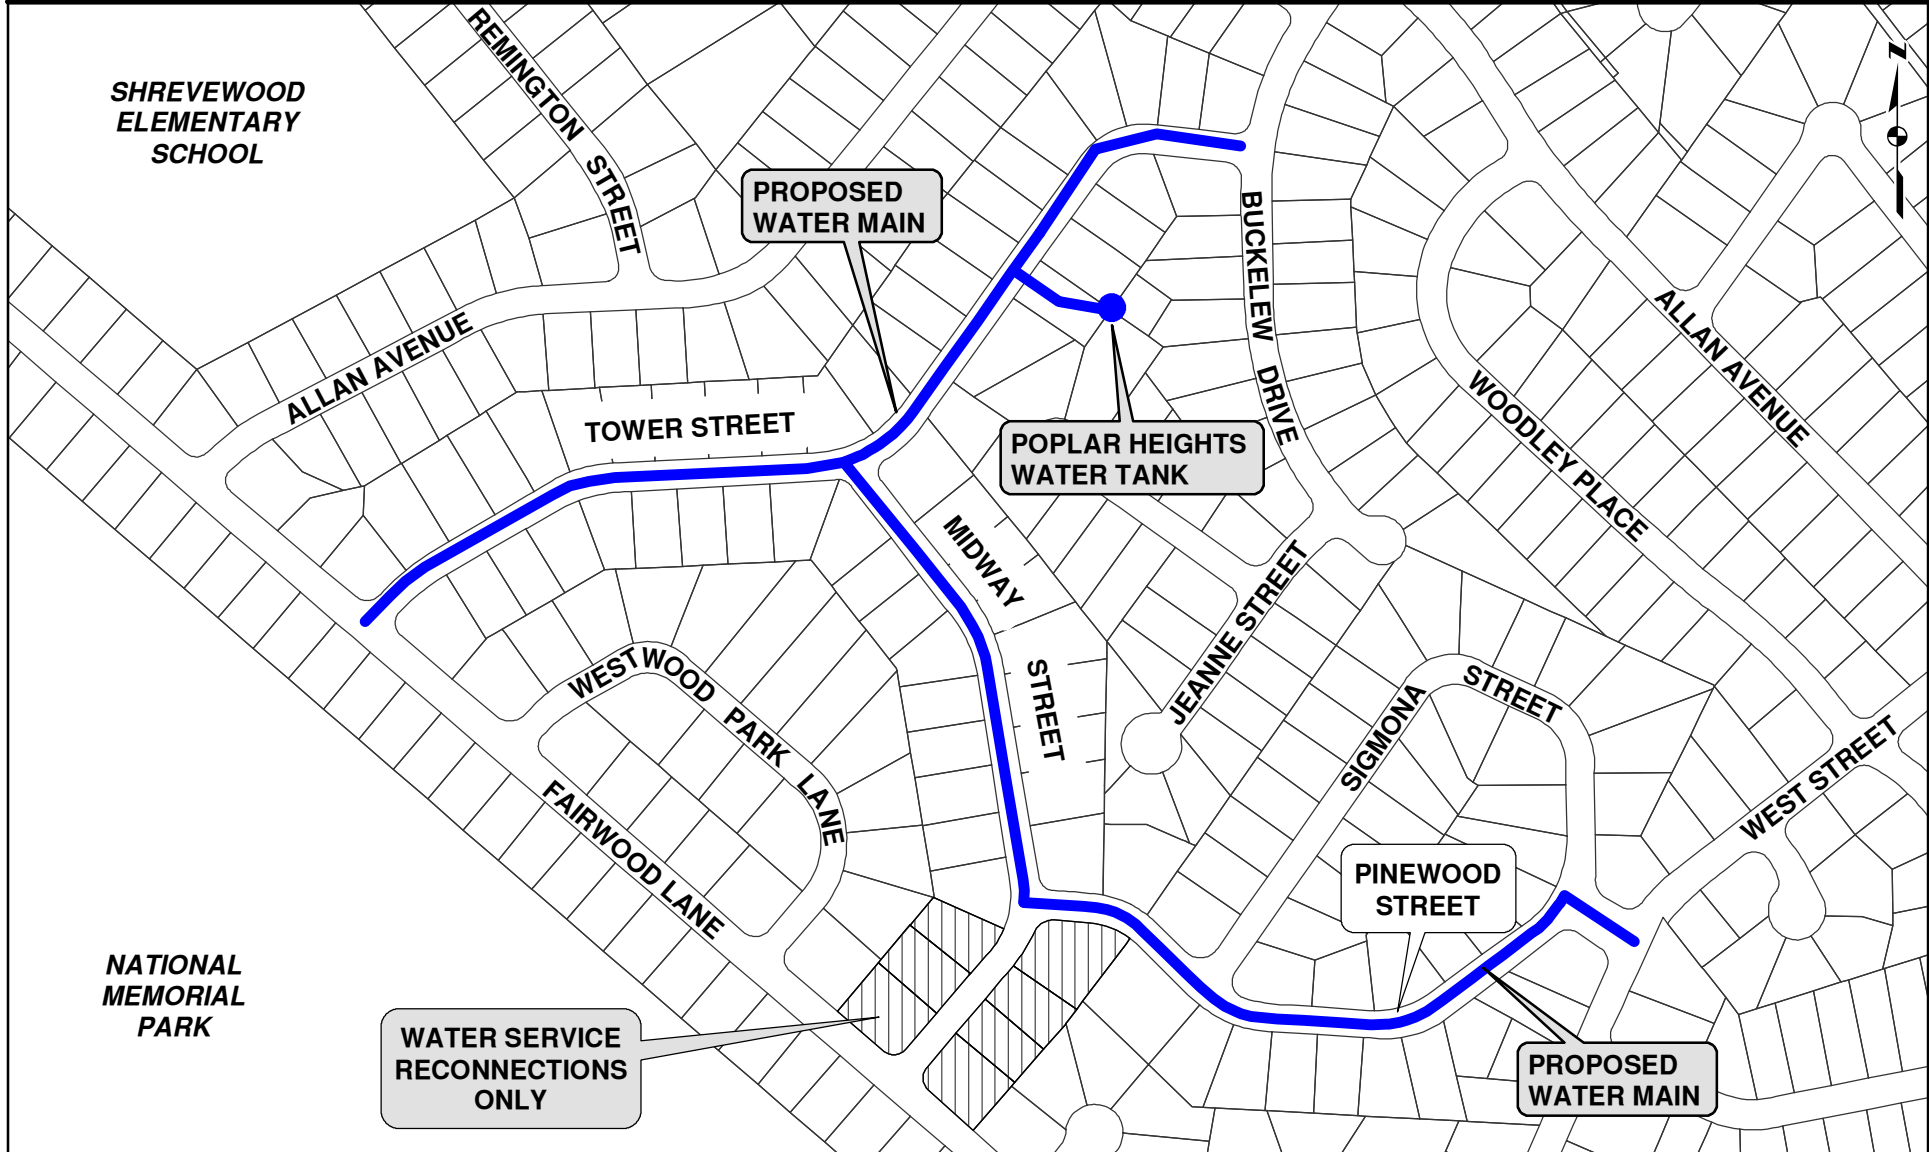 REMINGTON STREET
SHREVEWOOD
ELEMENTARY
SCHOOL
N
PROPOSED
WATER MAIN
BUCKELEW DRIVE
ALLAN AVENUE
ALLAN AVENUE
TOWER STREET
POPLAR HEIGHTS
WATER TANK
WOODLEY PLACE
MIDWAY STREET
JEANNE STREET
WESTWOOD PARK LANE
SIGMONA STREET
WEST STREET
FAIRWOOD LANE
PINEWOOD
STREET
NATIONAL
MEMORIAL
PARK
WATER SERVICE
RECONNECTIONS
ONLY
PROPOSED
WATER MAIN